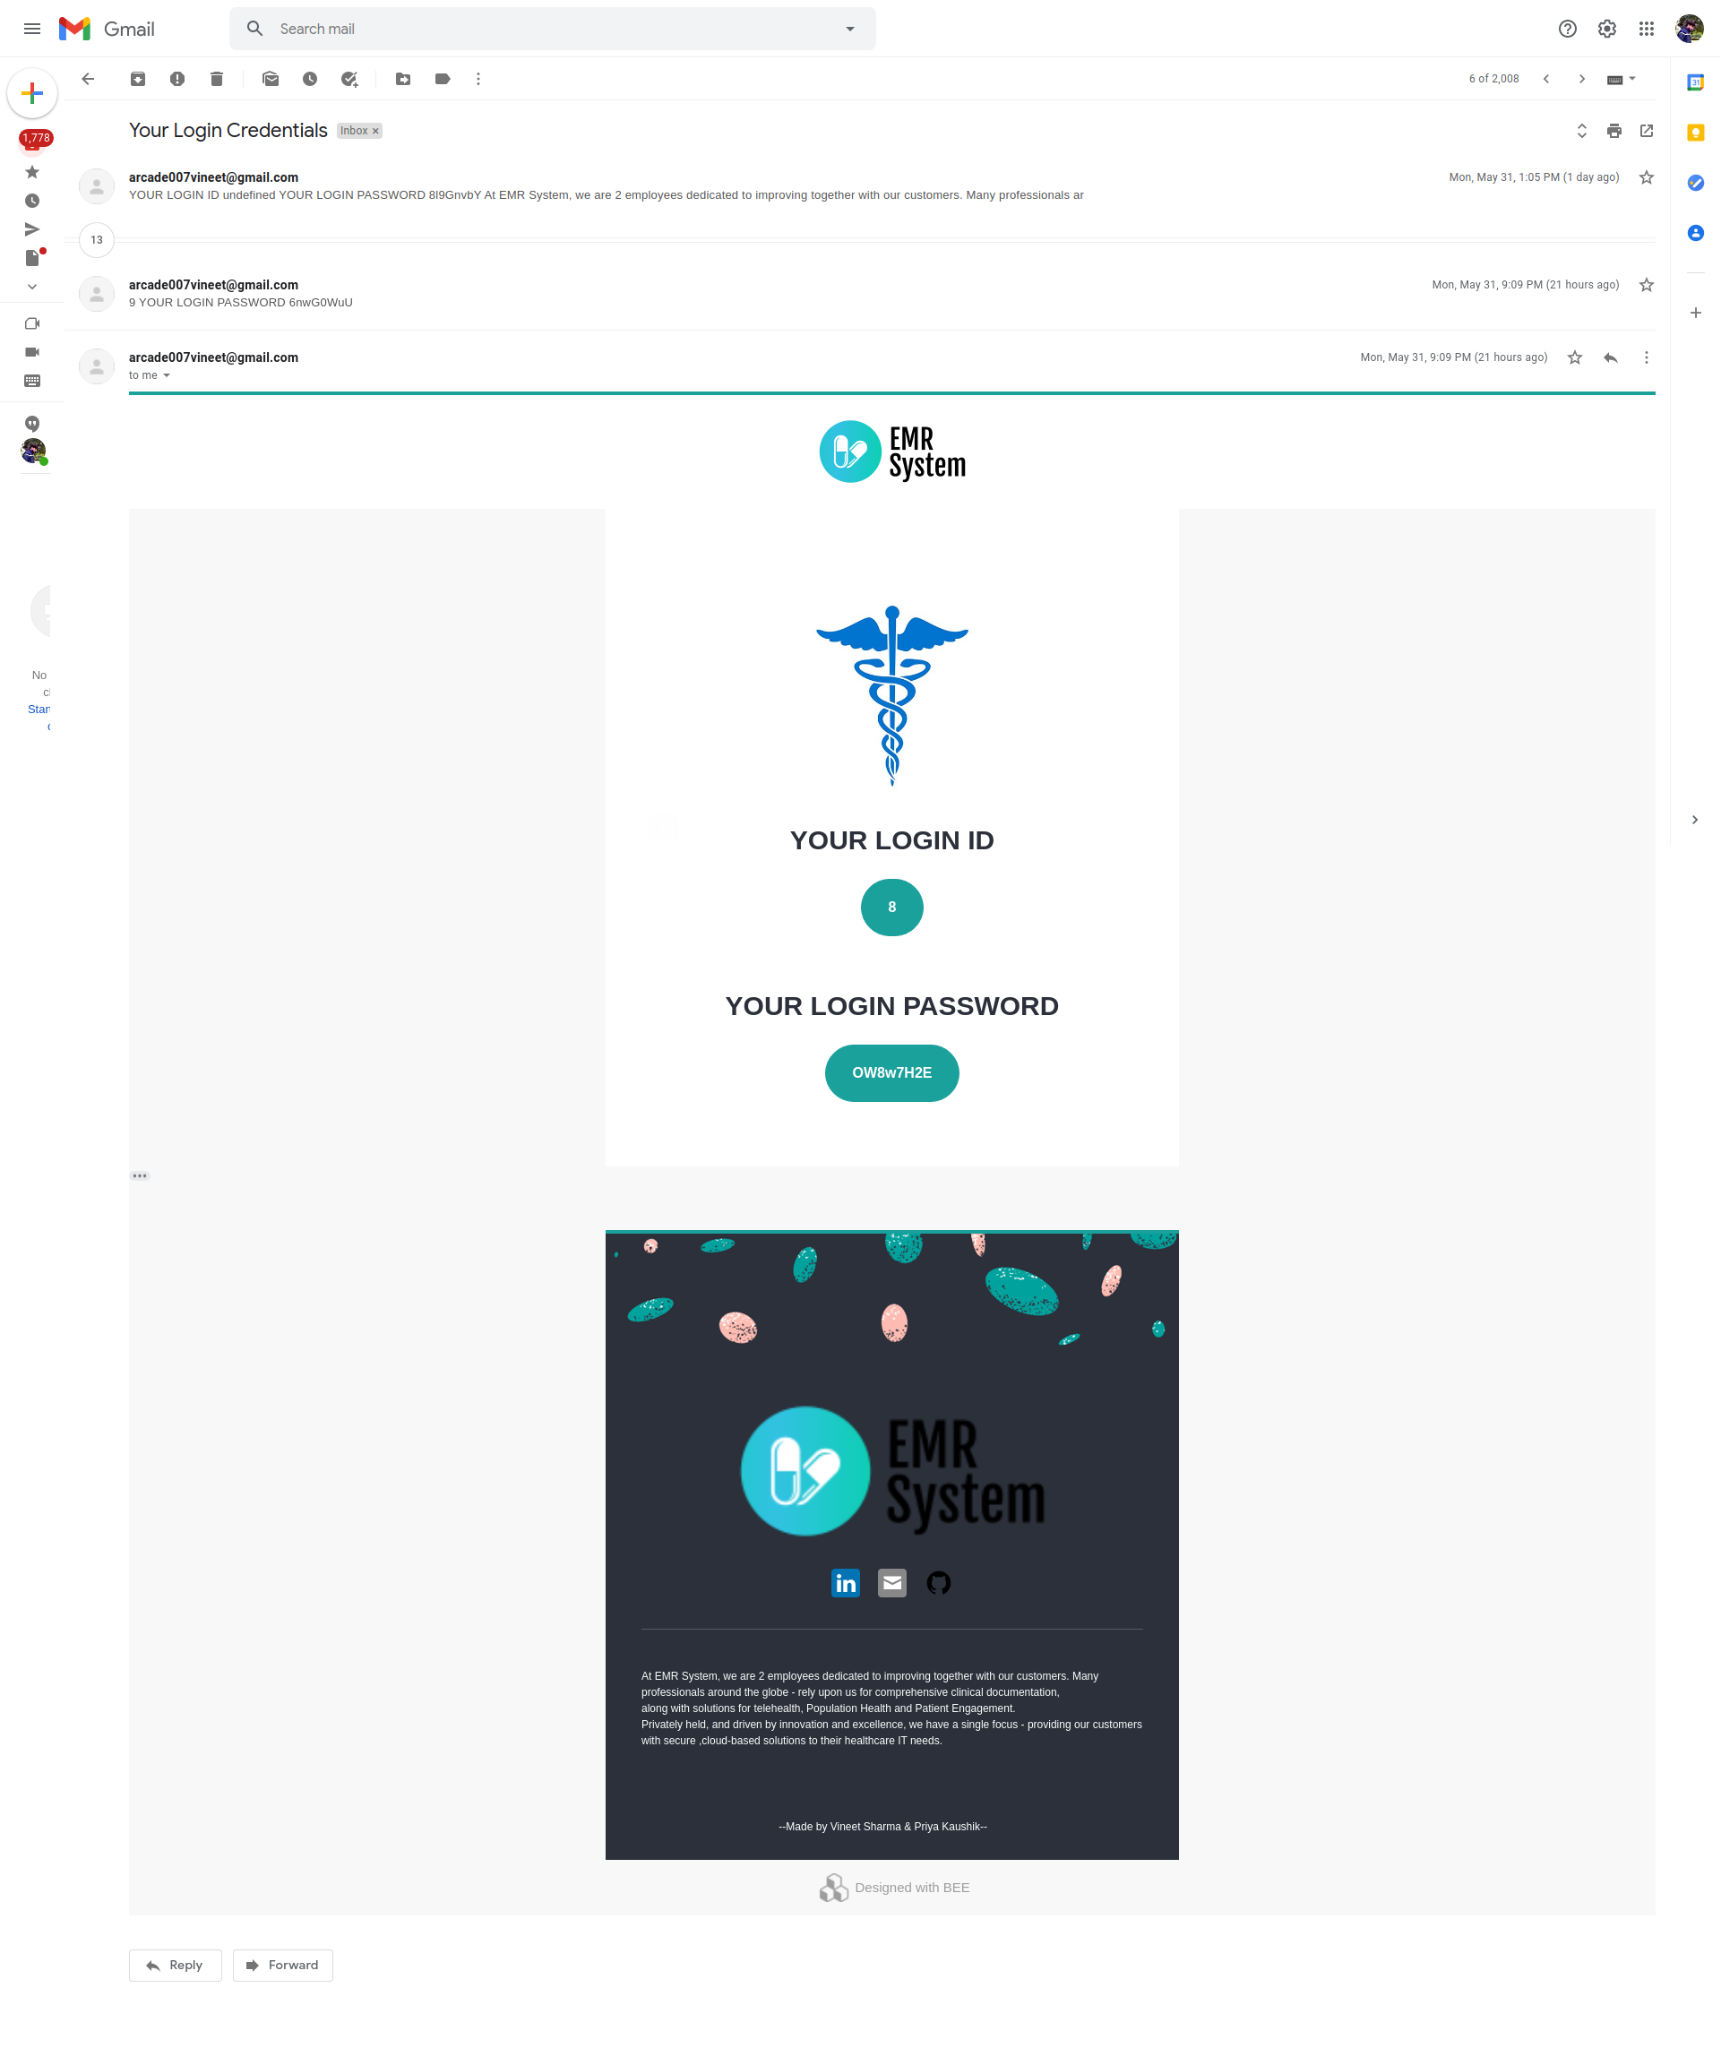 Gmail
Search mail
6 of 2,008
31
1,778
Your Login Credentials
Inbox ×
arcade007vineet@gmail.com
Mon, May 31, 1:05 PM (1 day ago)
YOUR LOGIN ID undefined YOUR LOGIN PASSWORD 8I9GnvbY At EMR System, we are 2 employees dedicated to improving together with our customers. Many professionals ar
13
arcade007vineet@gmail.com
Mon, May 31, 9:09 PM (21 hours ago)
9 YOUR LOGIN PASSWORD 6nwG0WuU
arcade007vineet@gmail.com
Mon, May 31, 9:09 PM (21 hours ago)
to me
EMR
System
No
Star
YOUR LOGIN ID
8
YOUR LOGIN PASSWORD
OW8w7H2E
EMR
System
in
At EMR System, we are 2 employees dedicated to improving together with our customers. Many
professionals around the globe - rely upon us for comprehensive clinical documentation,
along with solutions for telehealth, Population Health and Patient Engagement.
Privately held, and driven by innovation and excellence, we have a single focus - providing our customers
with secure ,cloud-based solutions to their healthcare IT needs.
--Made by Vineet Sharma & Priya Kaushik--
Designed with BEE
Reply
Forward